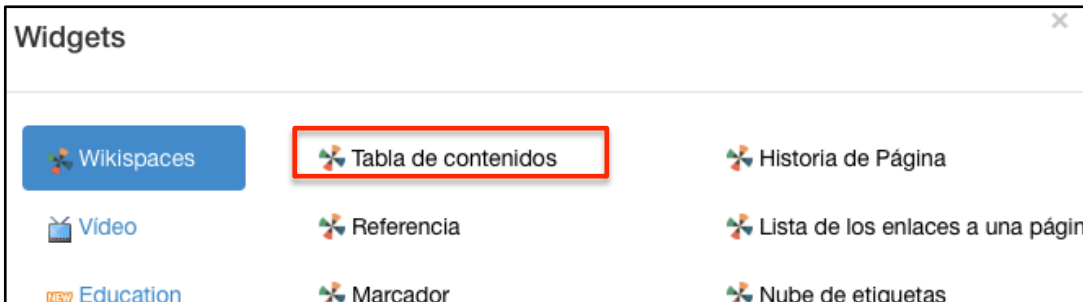 Widgets
Wikispaces Tabla de contenidos Historia de Página
Vídeo Referencia Lista de los enlaces a una págin
NEW Education Marcador Nube de etiquetas